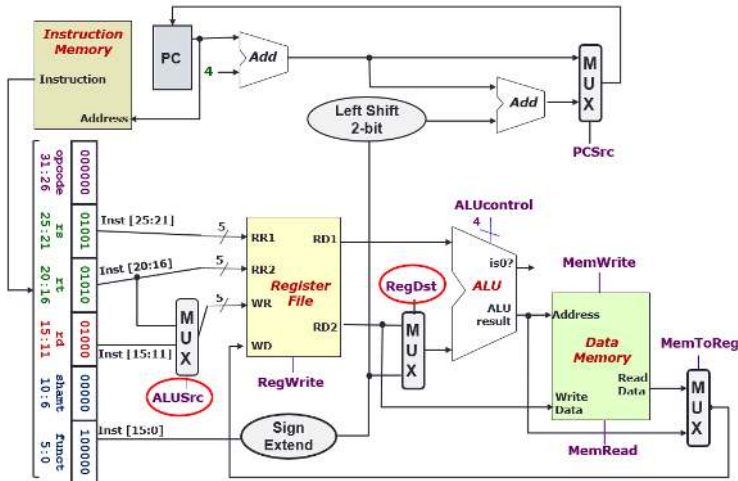 Instruction
Memory
Instruction
Address
PC
4
Add
Add
Left Shift
2-bit
MUX
PCSrc
opcode
31:26
000000
rs
25:21
01001
rt
20:16
01010
rd
15:11
01000
shamt
10:6
00000
funct
5:0
100000
Inst [25:21]
Inst [20:16]
Inst [15:11]
Inst [15:0]
5
5
5
MUX
ALUSrc
RR1
RR2
WR
WD
RD1
RD2
Register
File
RegWrite
Sign
Extend
RegDst
MUX
ALUcontrol
4
is0?
ALU
ALU
result
MemWrite
Address
Data
Memory
Read
Data
Write
Data
MemRead
MemToReg
MUX